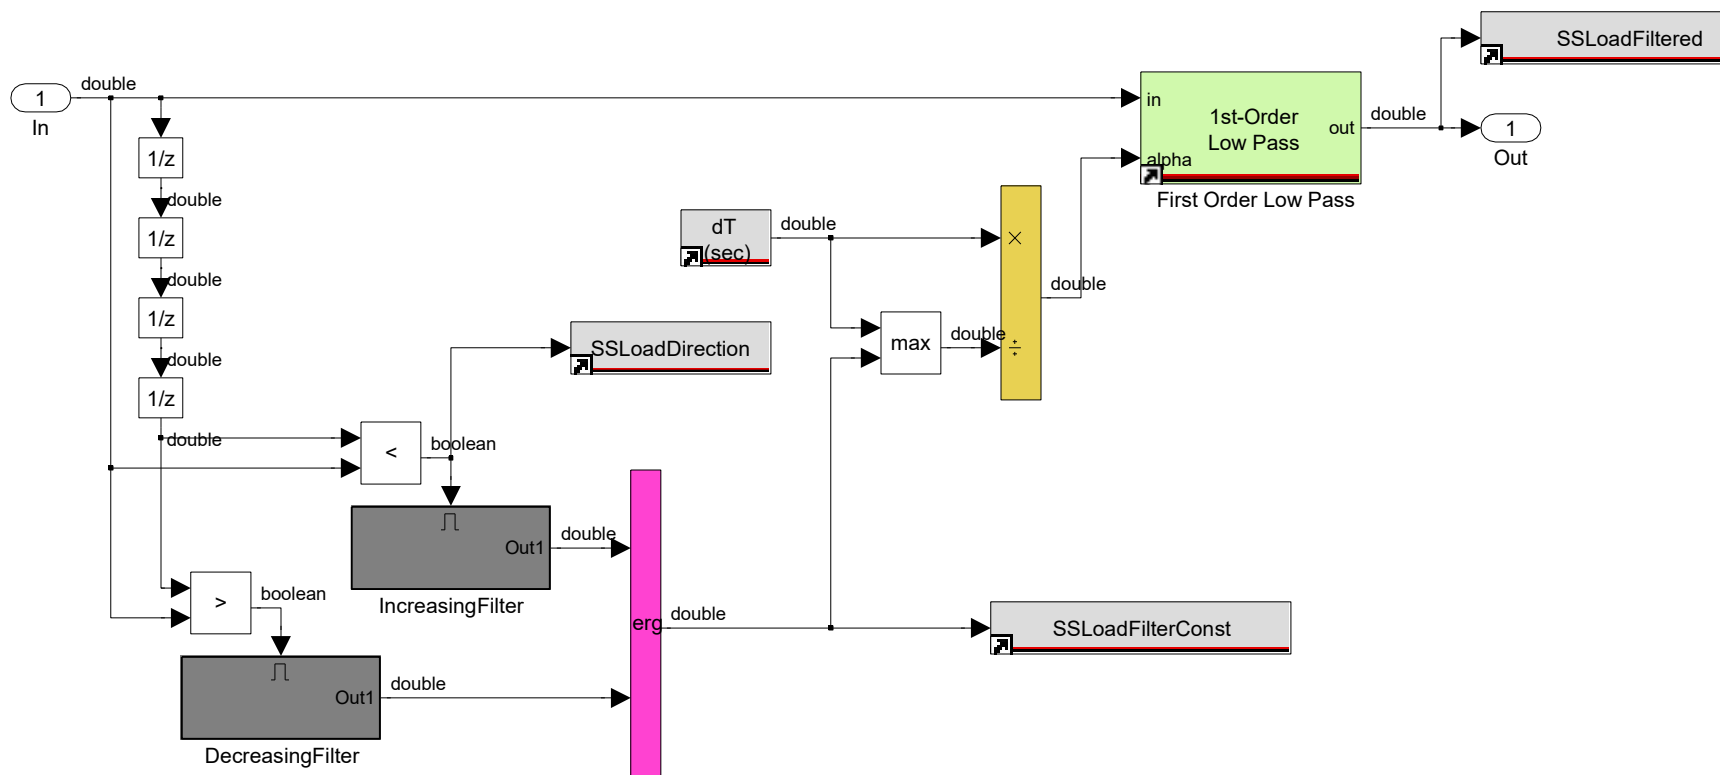 SSLoadFiltered
double
1
In
in
1st-Order
Low Pass
out
double
1
Out
alpha
First Order Low Pass
1/z
double
1/z
double
1/z
double
1/z
double
dT
(sec)
double
×
double
max
double
÷
SSLoadDirection
<
boolean
Out1
double
IncreasingFilter
>
boolean
erg
double
SSLoadFilterConst
Out1
double
DecreasingFilter